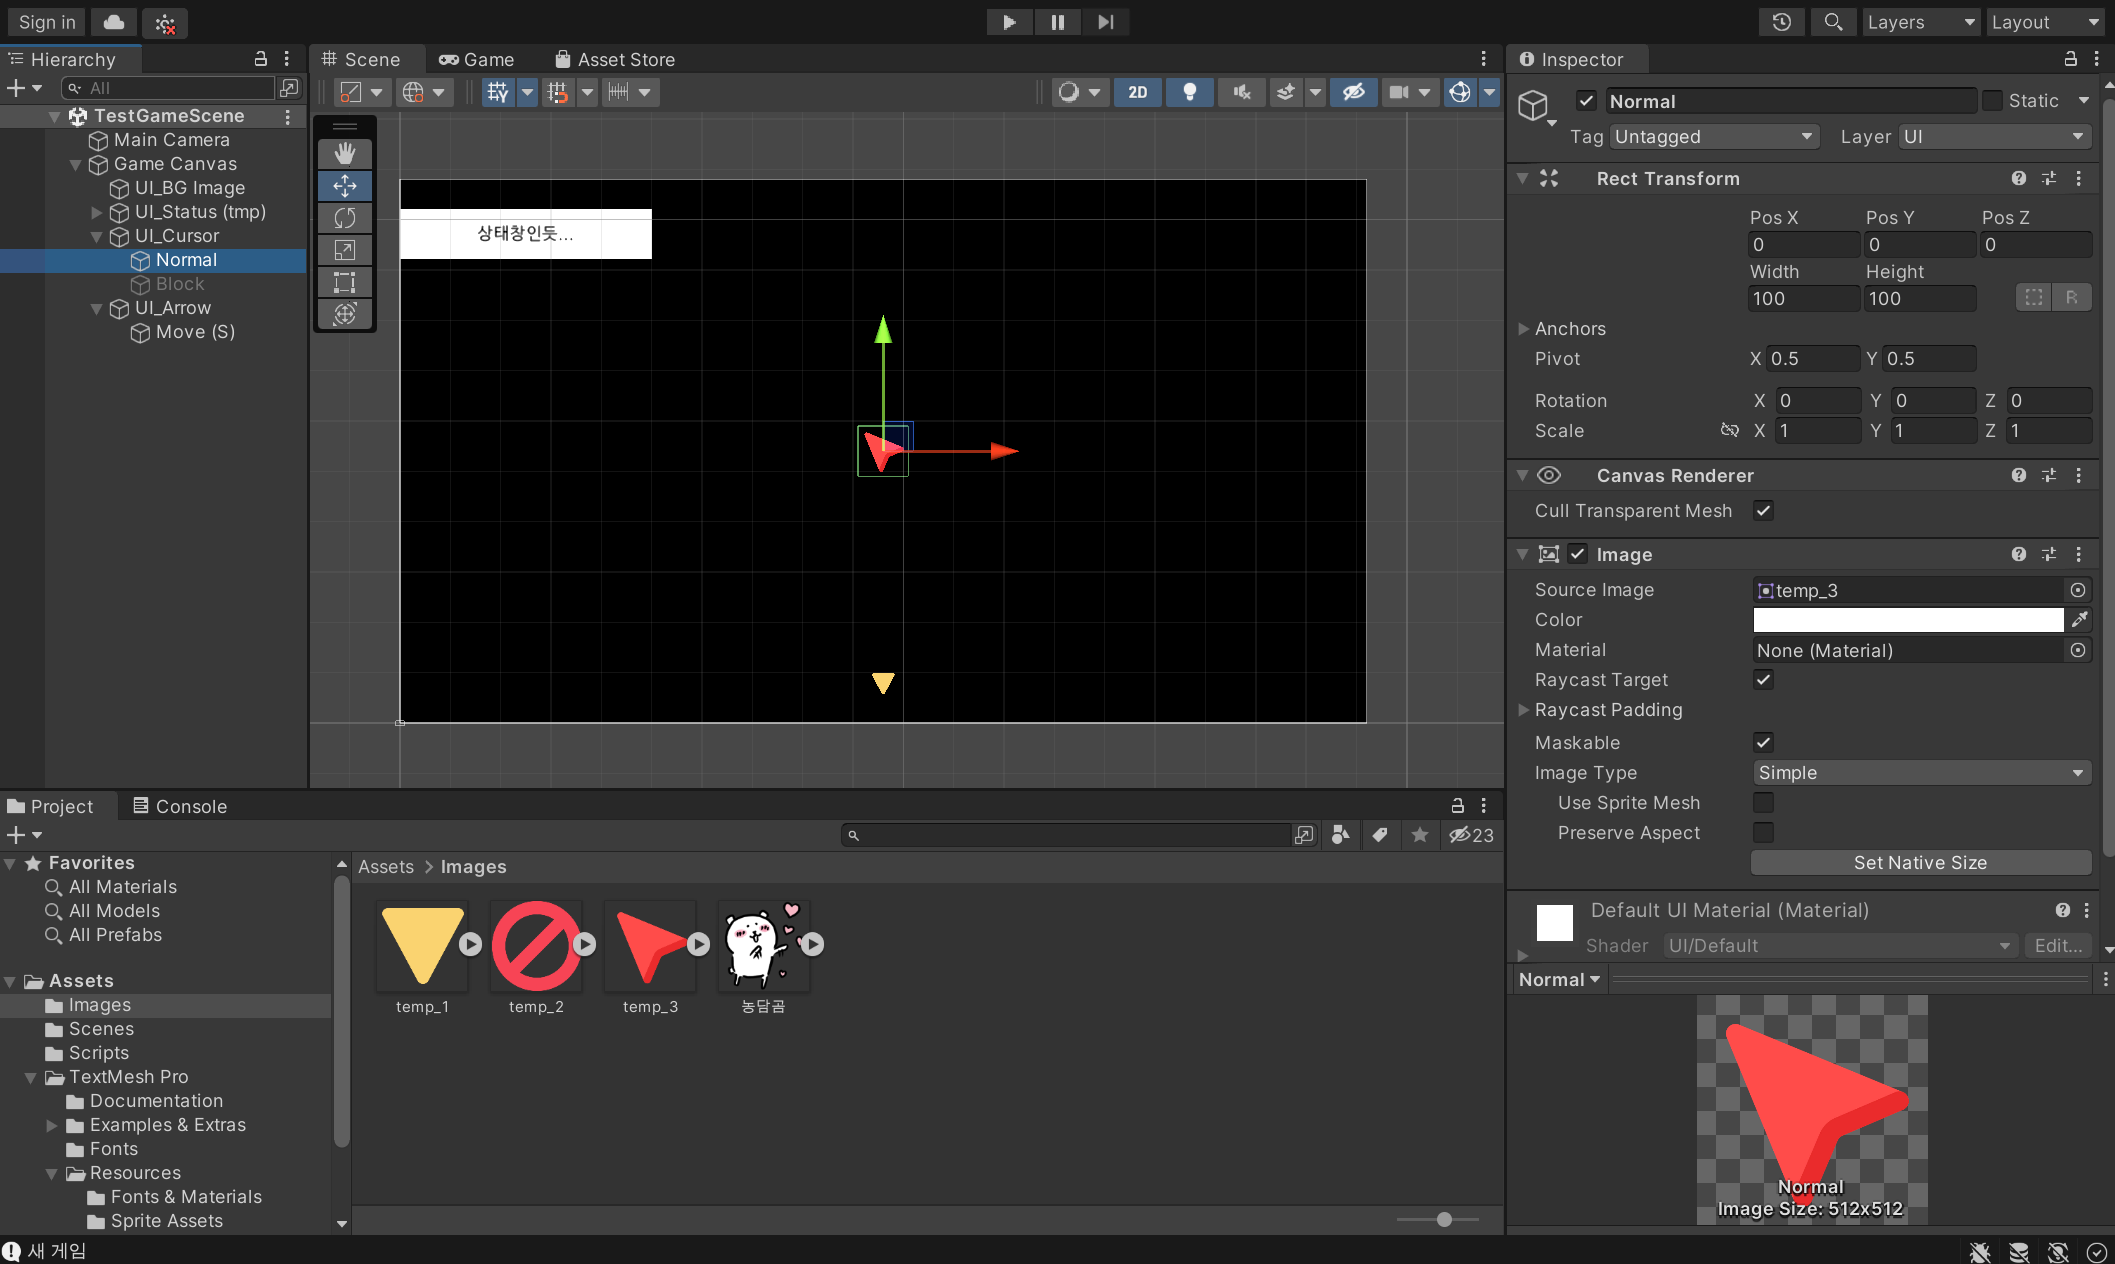 Sign in
Layers
Layout
Hierarchy
All
TestGameScene
Main Camera
Game Canvas
UI_BG Image
UI_Status (tmp)
UI_Cursor
Normal
Block
UI_Arrow
Move (S)
Scene
Game
Asset Store
2D
상태창인듯...
Inspector
Normal
Static
Tag Untagged
Layer UI
Rect Transform
Pos X Pos Y Pos Z
0 0 0
Width Height
100 100
R
Anchors
Pivot X 0.5 Y 0.5
Rotation X 0 Y 0 Z 0
Scale X 1 Y 1 Z 1
Canvas Renderer
Cull Transparent Mesh
Image
Source Image temp_3
Color
Material None (Material)
Raycast Target
Raycast Padding
Maskable
Image Type Simple
Use Sprite Mesh
Preserve Aspect
Set Native Size
Default UI Material (Material)
Shader UI/Default Edit...
Normal
Normal
Image Size: 512x512
Project
Console
23
Favorites
All Materials
All Models
All Prefabs
Assets
Images
Scenes
Scripts
TextMesh Pro
Documentation
Examples & Extras
Fonts
Resources
Fonts & Materials
Sprite Assets
Assets > Images
temp_1
temp_2
temp_3
농담곰
새 게임